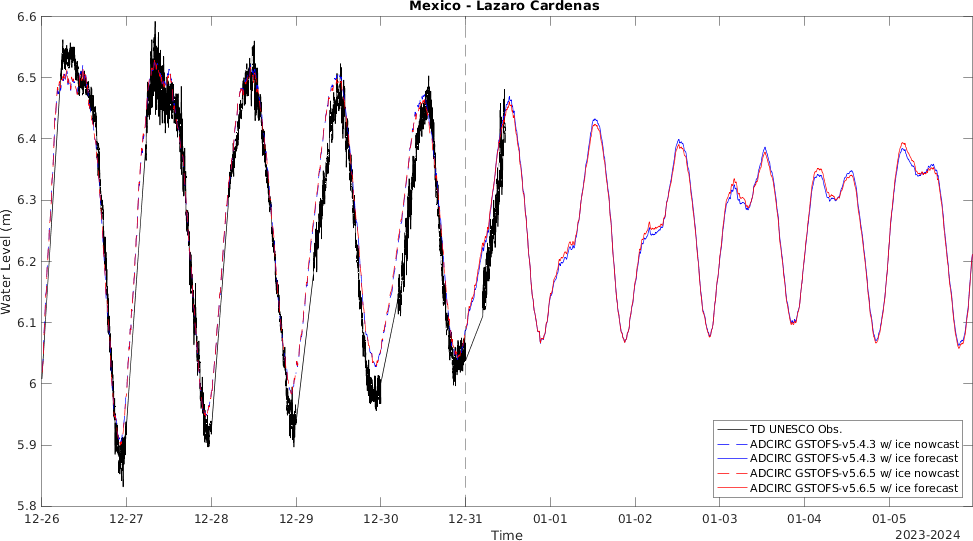 Mexico - Lazaro Cardenas
6.6
6.5
6.4
6.3
6.2
6.1
6
5.9
5.8
Water Level (m)
TD UNESCO Obs.
ADCIRC GSTOFS-v5.4.3 w/ ice nowcast
ADCIRC GSTOFS-v5.4.3 w/ ice forecast
ADCIRC GSTOFS-v5.6.5 w/ ice nowcast
ADCIRC GSTOFS-v5.6.5 w/ ice forecast
12-26 12-27 12-28 12-29 12-30 12-31 01-01 01-02 01-03 01-04 01-05
Time
2023-2024